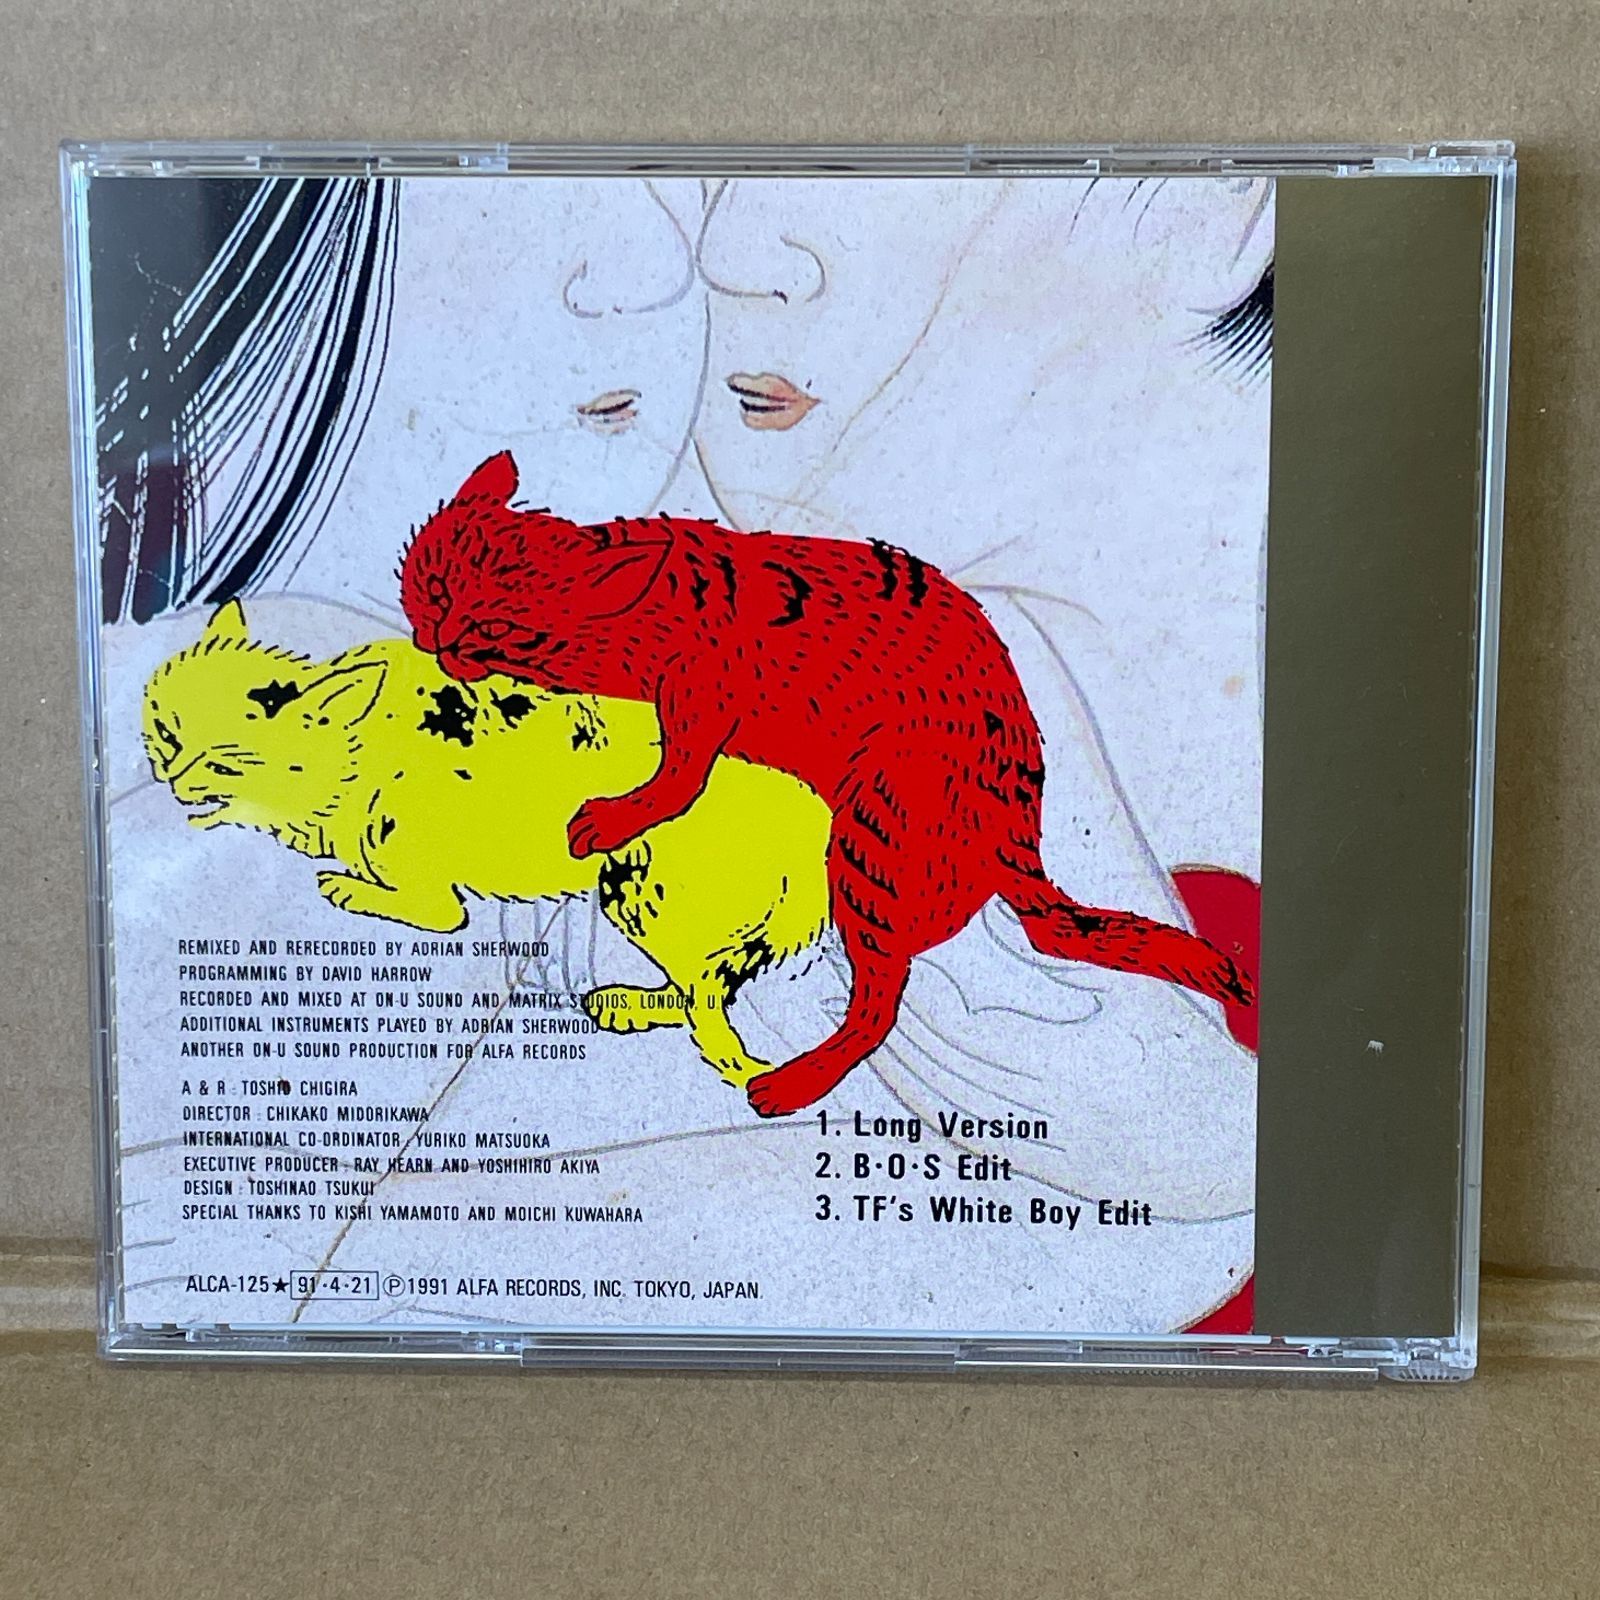 REMIXED AND RERECORDED BY ADRIAN SHERWOOD
PROGRAMMING BY DAVID HARROW
RECORDED AND MIXED AT ON-U SOUND AND MATRIX STUDIOS, LONDON, U.K
ADDITIONAL INSTRUMENTS PLAYED BY ADRIAN SHERWOOD
ANOTHER ON-U SOUND PRODUCTION FOR ALFA RECORDS
A & R : TOSHIO CHIGIRA
DIRECTOR : CHIKAKO MIDORIKAWA
INTERNATIONAL CO-ORDINATOR : YURIKO MATSUOKA
EXECUTIVE PRODUCER : RAY HEARN AND YOSHIHIRO AKIYA
DESIGN : TOSHINAO TSUKUI
SPECIAL THANKS TO KISHI YAMAMOTO AND MOICHI KUWAHARA
1. Long Version
2. B·O·S Edit
3. TF's White Boy Edit
ALCA-125★ 91·4·21 Ⓟ1991 ALFA RECORDS, INC. TOKYO, JAPAN.